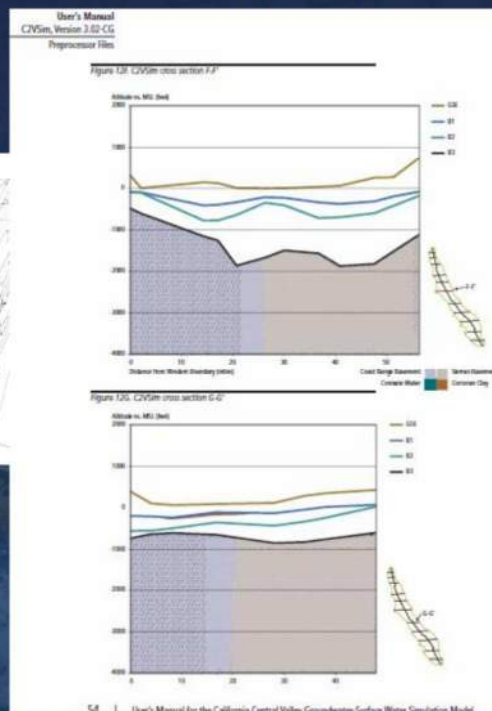 User's Manual
C2VSim, Version 3.02-CG
Preprocessor Files
Figure 12F. C2VSim cross section F-F'
Altitude vs. MSL (feet)
2000
1000
0
-1000
-2000
-3000
-4000
0
10
20
30
40
50
GSE
B1
B2
B3
F-F'
Distance from Western Boundary (miles)
Coast Range Basement
Sierran Basement
Connate Water
Corcoran Clay
Figure 12G. C2VSim cross section G-G'
Altitude vs. MSL (feet)
2000
1000
0
-1000
-2000
-3000
-4000
0
10
20
30
40
GSE
B1
B2
B3
G-G'
54 | User's Manual for the California Central Valley Groundwater-Surface Water Simulation Model